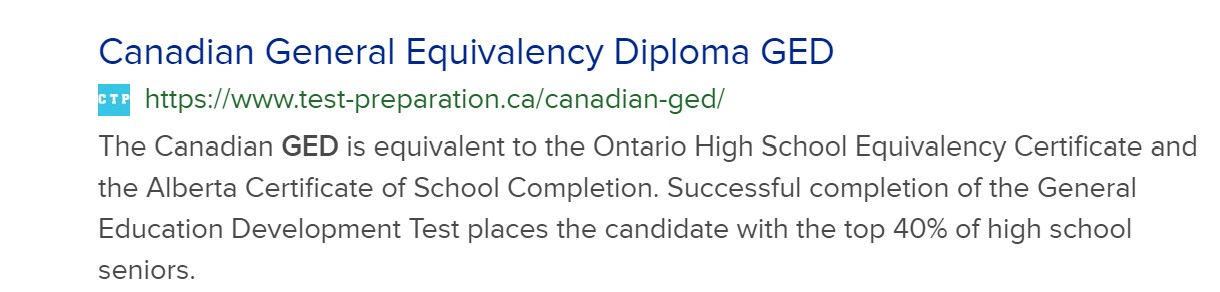 Canadian General Equivalency Diploma GED
CTP https://www.test-preparation.ca/canadian-ged/
The Canadian GED is equivalent to the Ontario High School Equivalency Certificate and
the Alberta Certificate of School Completion. Successful completion of the General
Education Development Test places the candidate with the top 40% of high school
seniors.